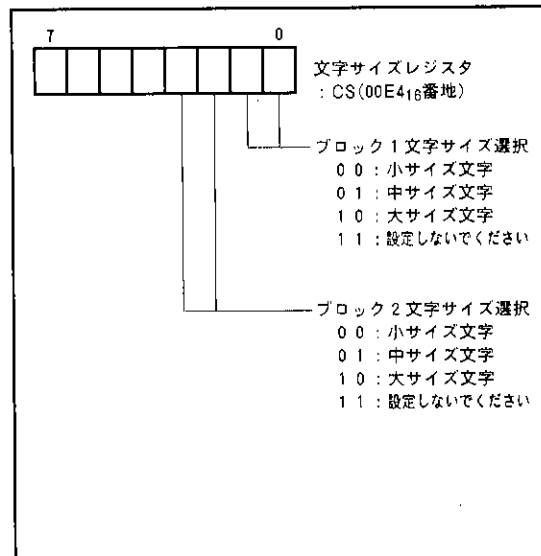 7 0
文字サイズレジスタ
: CS(00E4₁₆番地)
ブロック1文字サイズ選択
0 0 : 小サイズ文字
0 1 : 中サイズ文字
1 0 : 大サイズ文字
1 1 : 設定しないでください
ブロック2文字サイズ選択
0 0 : 小サイズ文字
0 1 : 中サイズ文字
1 0 : 大サイズ文字
1 1 : 設定しないでください